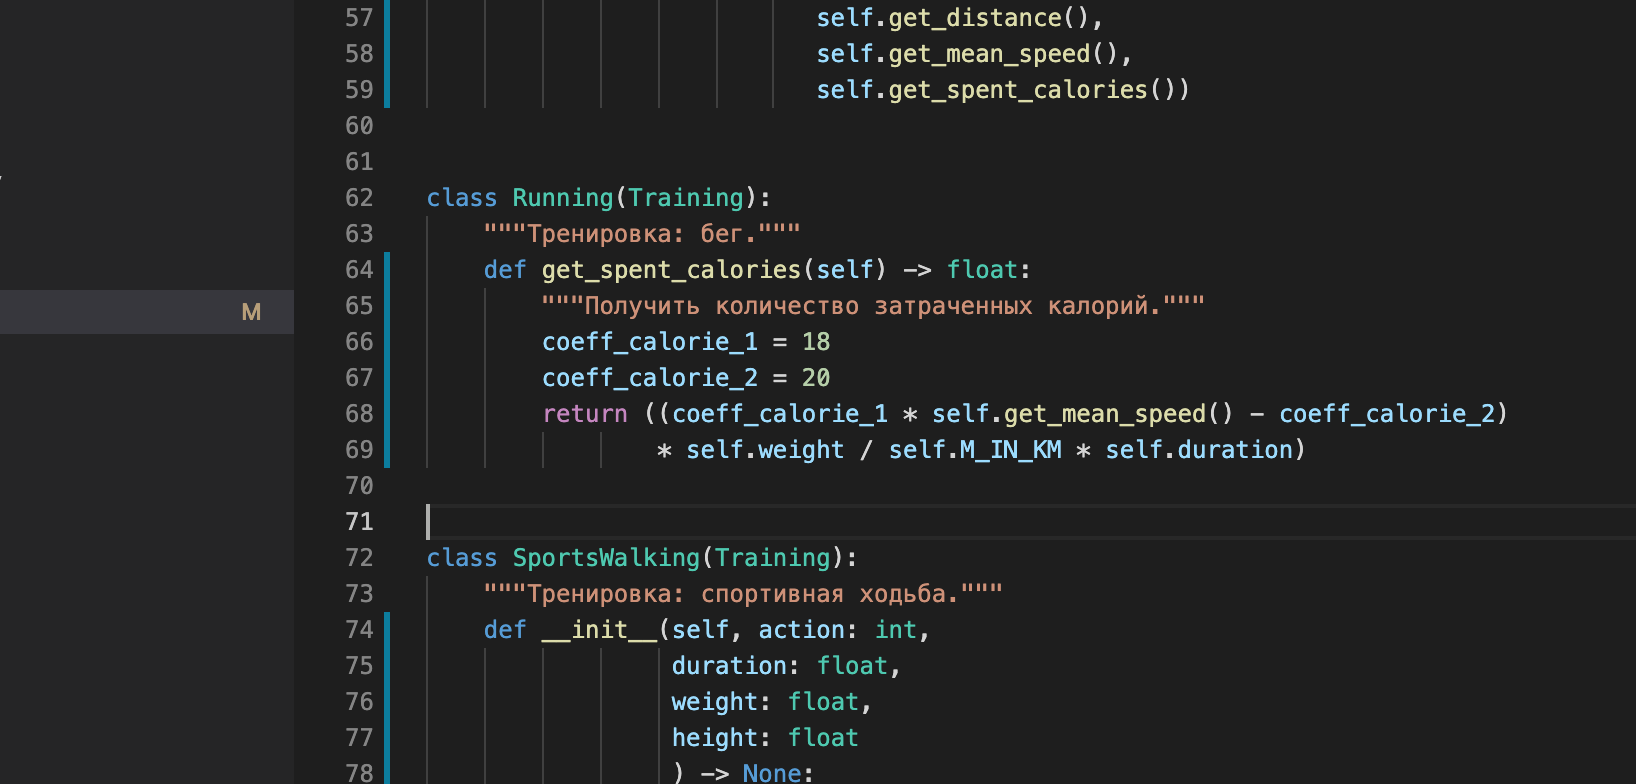 57 self.get_distance(),
58 self.get_mean_speed(),
59 self.get_spent_calories())
60
61
62 class Running(Training):
63 """Тренировка: бег."""
64 def get_spent_calories(self) -> float:
65 """Получить количество затраченных калорий."""
66 coeff_calorie_1 = 18
67 coeff_calorie_2 = 20
68 return ((coeff_calorie_1 * self.get_mean_speed() - coeff_calorie_2)
69 * self.weight / self.M_IN_KM * self.duration)
70
M
71
72 class SportsWalking(Training):
73 """Тренировка: спортивная ходьба."""
74 def __init__(self, action: int,
75 duration: float,
76 weight: float,
77 height: float
78 ) -> None: